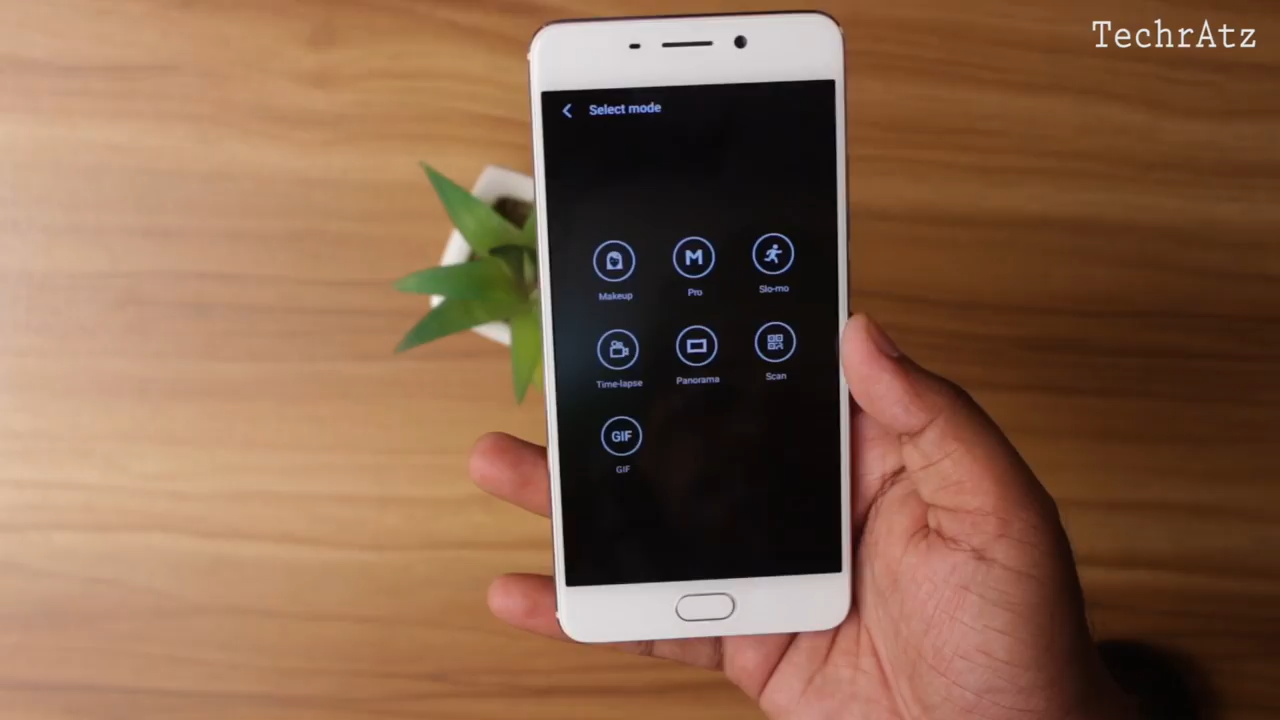 TechrAtz
Select mode
M
Makeup
Pro
Slo-mo
Time-lapse
Panorama
Scan
GIF
GIF